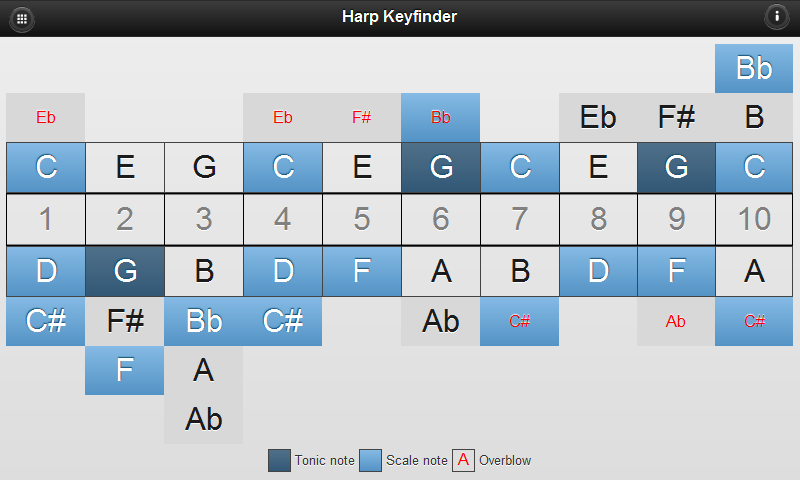 Harp Keyfinder
Bb
Eb Eb F# Bb Eb F# B
C E G C E G C E G C
1 2 3 4 5 6 7 8 9 10
D G B D F A B D F A
C# F# Bb C# Ab C# Ab C#
F A
Ab
Tonic note Scale note A Overblow